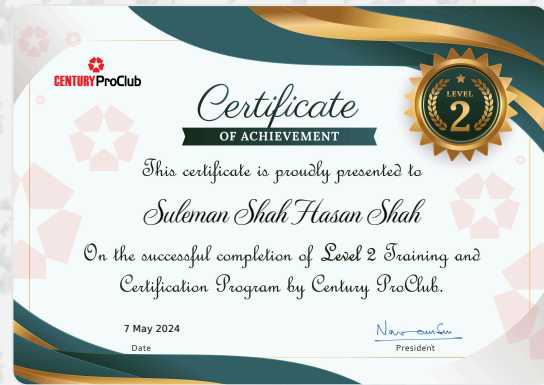 CENTURY ProClub
Certificate
OF ACHIEVEMENT
LEVEL
2
This certificate is proudly presented to
Suleman Shah Hasan Shah
On the successful completion of Level 2 Training and
Certification Program by Century ProClub.
7 May 2024
Date
President